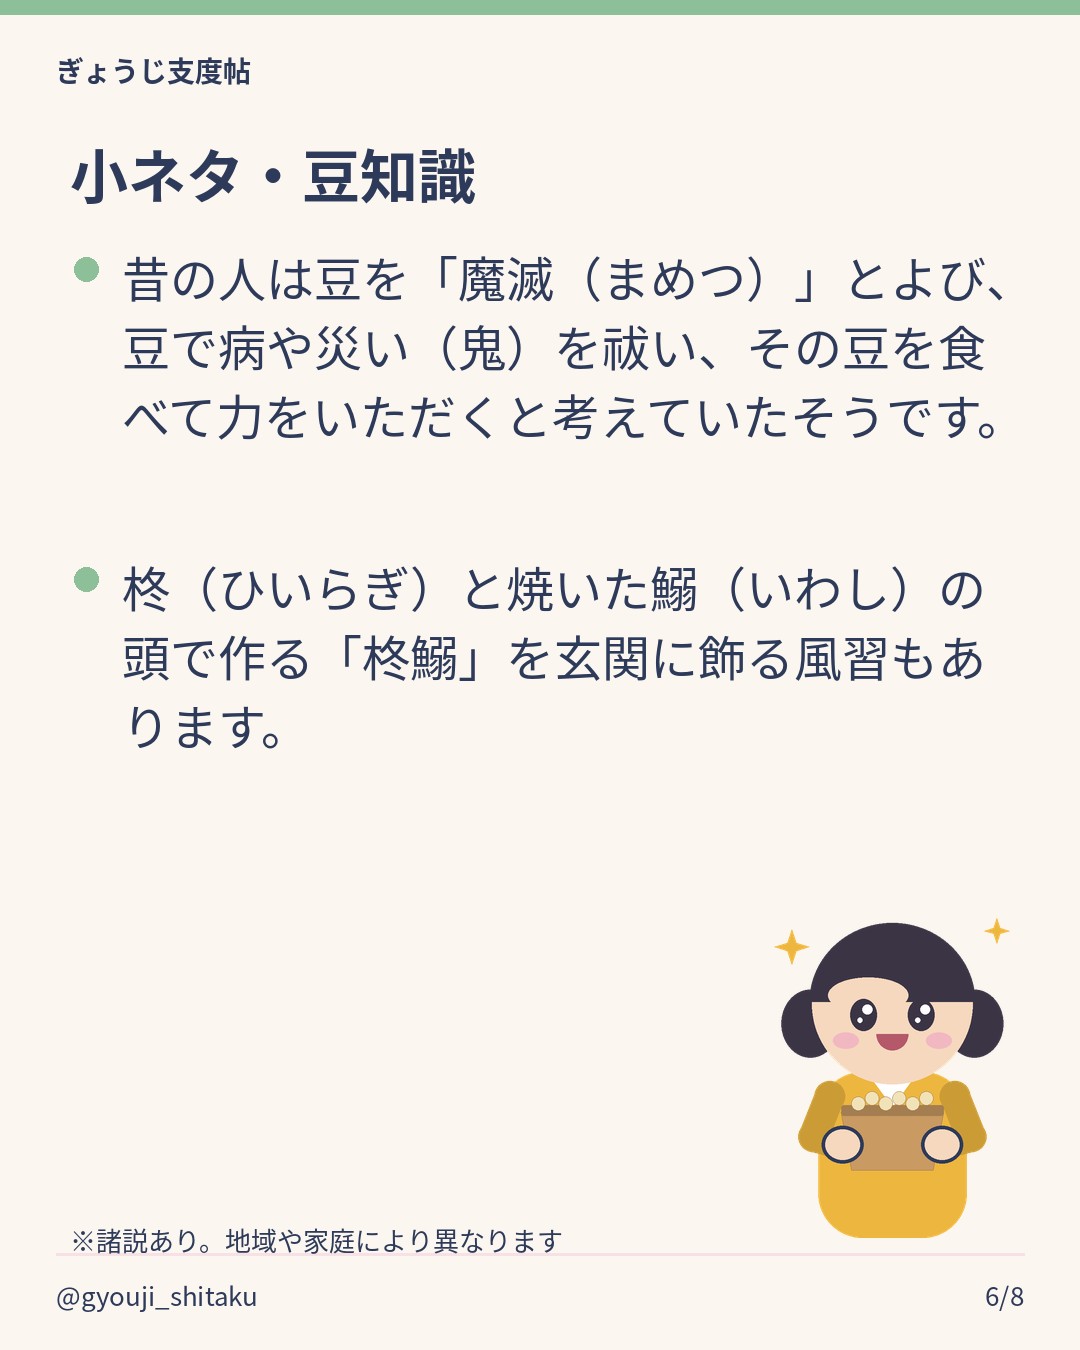 ぎょうじ支度帖
小ネタ・豆知識
昔の人は豆を「魔滅（まめつ）」とよび、
豆で病や災い（鬼）を祓い、その豆を食
べて力をいただくと考えていたそうです。
柊（ひいらぎ）と焼いた鰯（いわし）の
頭で作る「柊鰯」を玄関に飾る風習もあ
ります。
※諸説あり。地域や家庭により異なります
@gyouji_shitaku
6/8